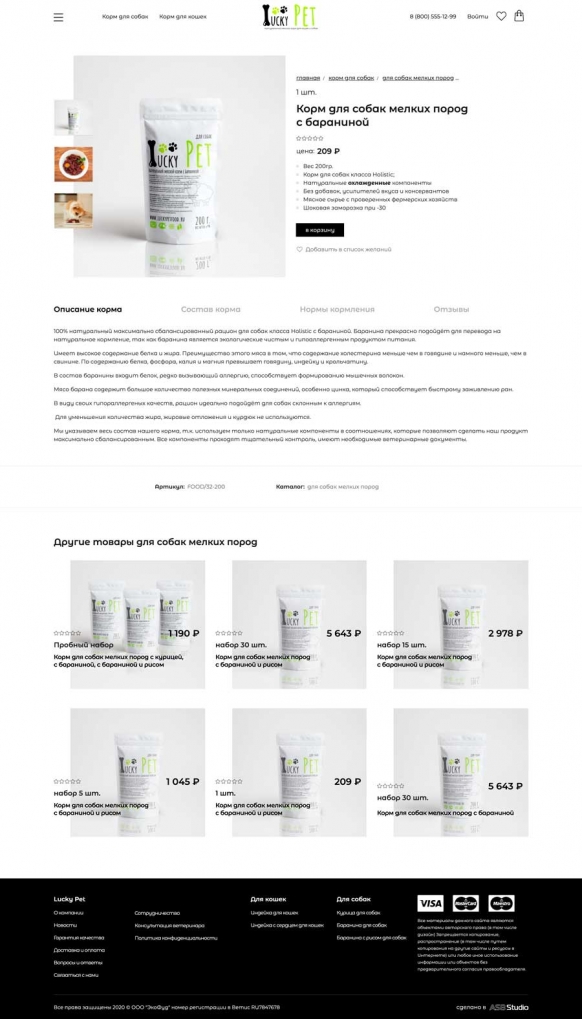 Корм для собак
Корм для кошек
Lucky Pet
8 (800) 555-12-99
Войти
главная / корм для собак / для собак мелких пород ...
1 шт.
Корм для собак мелких пород
с бараниной
цена: 209 ₽
Вес 200гр.
Корм для собак класса Holistic;
Натуральные охлажденные компоненты
Без добавок, усилителей вкуса и консервантов
Мясное сырье с проверенных фермерских хозяйств
Шоковая заморозка при -30
в корзину
Добавить в список желаний
ДЛЯ СОБАК
Lucky Pet
200 г
Описание корма
Состав корма
Нормы кормления
Отзывы
100% натуральный максимально сбалансированный рацион для собак класса Holistic с бараниной. Баранина прекрасно подойдёт для перевода на
натуральное кормление, так как баранина является экологические чистым и гипоаллергенным продуктом питания.
Имеет высокое содержание белка и жира. Преимущество этого мяса в том, что содержание холестерина меньше чем в говядине и намного меньше, чем в
свинине. По содержанию белка, фосфора, калия и магния превышает говядину, индейку и крольчатину.
В состав баранины входит белок, редко вызывающий аллергию, способствует формированию мышечных волокон.
Мясо барана содержит большое количество полезных минеральных соединений, особенно цинка, который способствует быстрому заживлению ран.
В виду своих гипоаллергеных качеств, рацион идеально подойдёт для собак склонным к аллергиям.
Для уменьшения количества жира, жировые отложения и курдюк не используются.
Мы указываем весь состав нашего корма, т.к. используем только натуральные компоненты в соотношениях, которые позволяют сделать наш продукт
максимально сбалансированным. Все компоненты проходят тщательный контроль, имеют необходимые ветеринарные документы.
Артикул: FOOD/32-200
Каталог: для собак мелких пород
Другие товары для собак мелких пород
1 190 ₽
Пробный набор
Корм для собак мелких пород с курицей,
с бараниной, с бараниной и рисом
5 643 ₽
набор 30 шт.
Корм для собак мелких пород
с бараниной и рисом
2 978 ₽
набор 15 шт.
Корм для собак мелких пород
с бараниной и рисом
1 045 ₽
набор 5 шт.
Корм для собак мелких пород
с бараниной и рисом
209 ₽
1 шт.
Корм для собак мелких пород
с бараниной и рисом
5 643 ₽
набор 30 шт.
Корм для собак мелких пород с бараниной
Lucky Pet
О компании
Новости
Гарантия качества
Доставка и оплата
Вопросы и ответы
Связаться с нами
Сотрудничество
Консультация ветеринара
Политика конфиденциальности
Для кошек
Индейка для кошек
Индейка с сердцем для кошек
Для собак
Курица для собак
Баранина для собак
Баранина с рисом для собак
VISA
MasterCard
Maestro
Все материалы данного сайта являются
объектами авторского права (в том числе
дизайн) Запрещается копирование,
распространение (в том числе путем
копирования на другие сайты и ресурсы в
Интернете) или любое иное использование
информации или объектов без
предварительного согласия правообладателя.
Все права защищены 2020 © ООО "ЭкоФуд" номер регистрации в Ветис RU7847678
сделано в ASBStudio